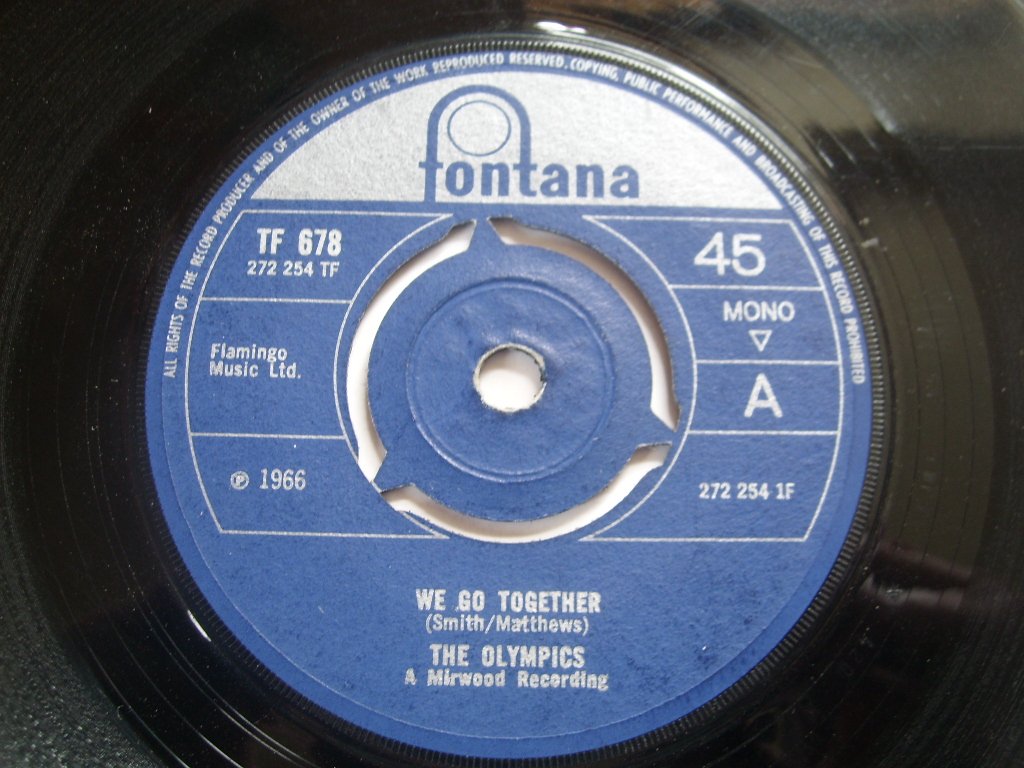 ALL RIGHTS OF THE RECORD PRODUCER AND OF THE OWNER OF THE WORK REPRODUCED RESERVED. COPYING, PUBLIC PERFORMANCE AND BROADCASTING OF THIS RECORD PROHIBITED
fontana
TF 678
272 254 TF
45
MONO
Flamingo
Music Ltd.
A
℗ 1966
272 254 1F
WE GO TOGETHER
(Smith/Matthews)
THE OLYMPICS
A Mirwood Recording